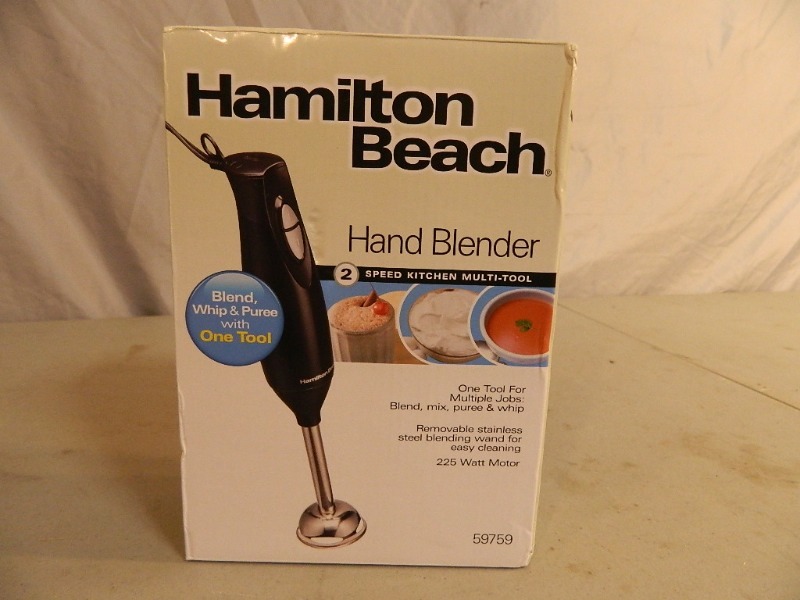 Hamilton
Beach®
Hand Blender
2 SPEED KITCHEN MULTI-TOOL
Blend,
Whip & Puree
with
One Tool
Hamilton
One Tool For
Multiple Jobs:
Blend, mix, puree & whip
Removable stainless
steel blending wand for
easy cleaning
225 Watt Motor
59759